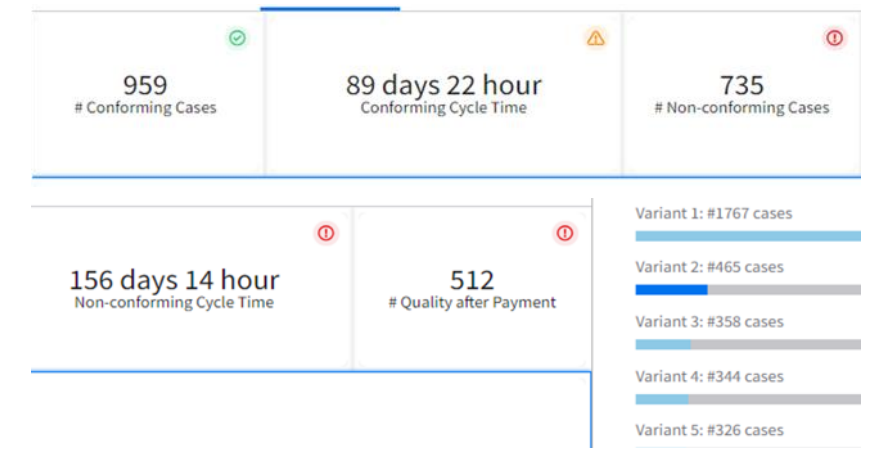 959
# Conforming Cases
89 days 22 hour
Conforming Cycle Time
735
# Non-conforming Cases
156 days 14 hour
Non-conforming Cycle Time
512
# Quality after Payment
Variant 1: #1767 cases
Variant 2: #465 cases
Variant 3: #358 cases
Variant 4: #344 cases
Variant 5: #326 cases